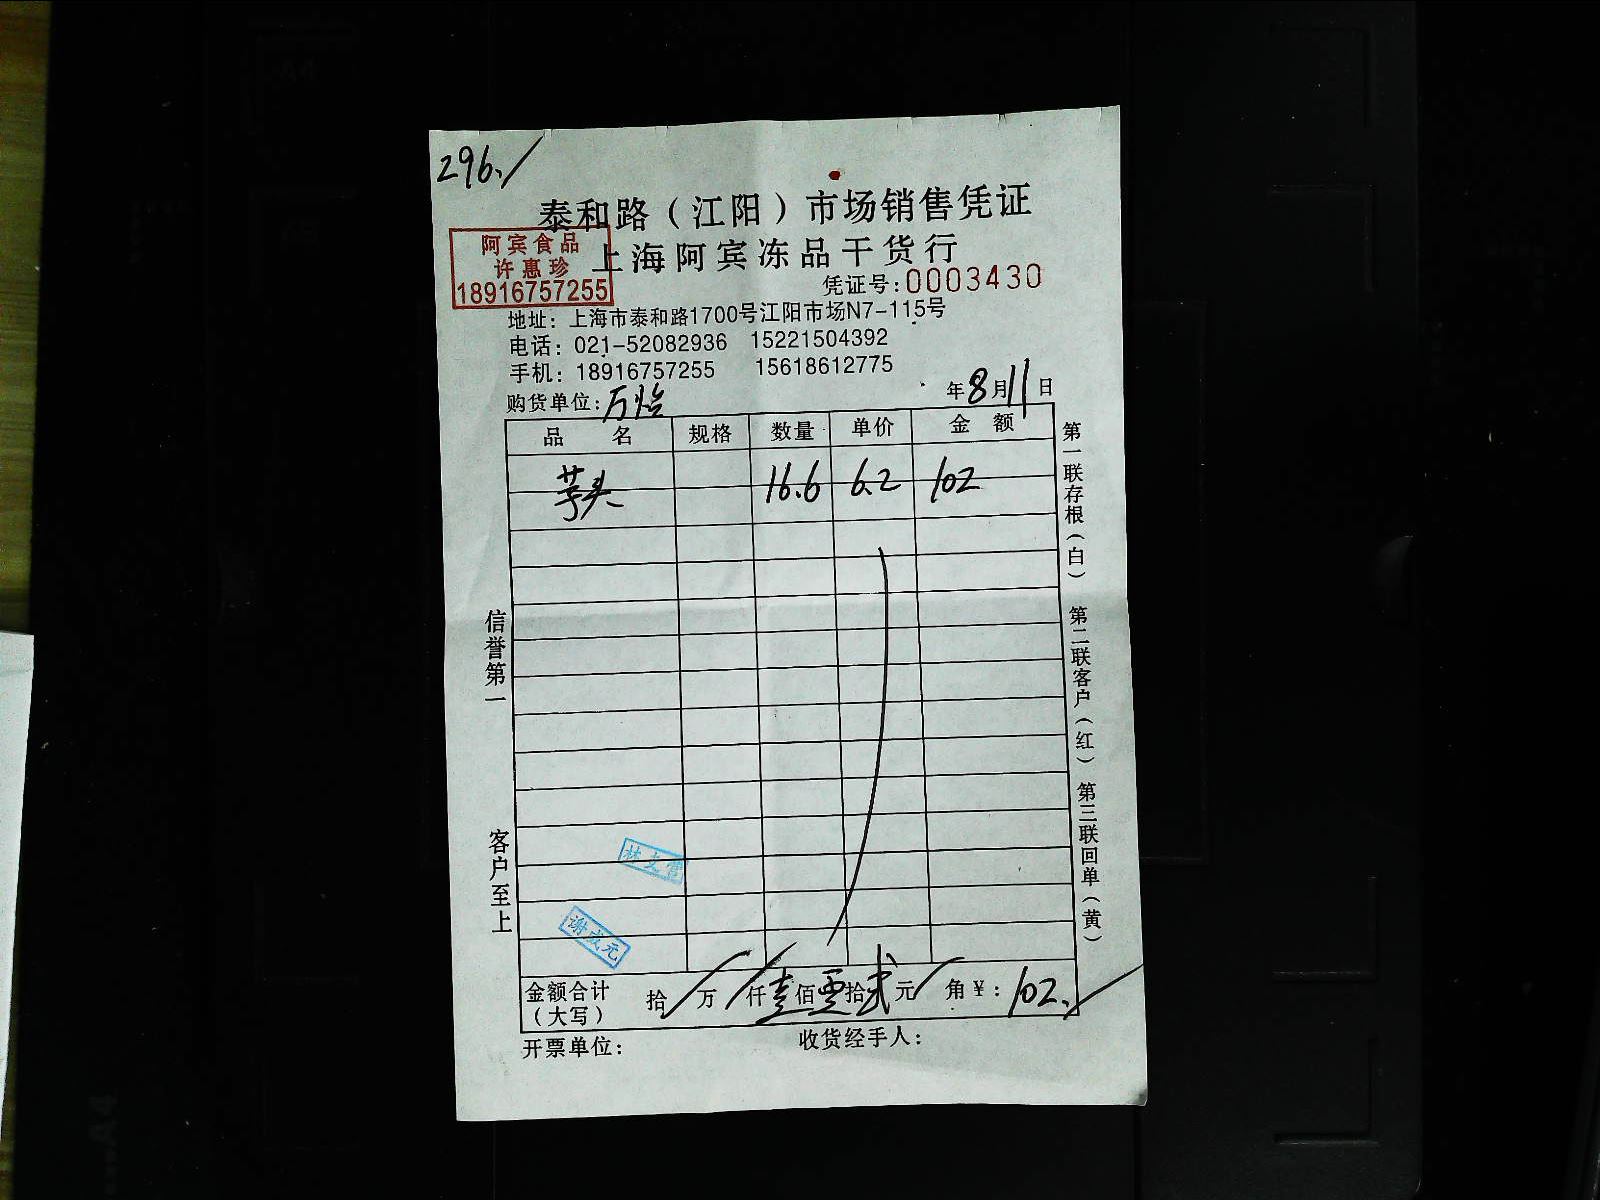 296./
泰和路（江阳）市场销售凭证
上海阿宾冻品干货行
阿宾食品
许惠珍
18916757255
凭证号:0003430
地址：上海市泰和路1700号江阳市场N7-115号
电话：021-52082936 15221504392
手机：18916757255 15618612775
购货单位:万怡 年8月11日
品 名 规格 数量 单价 金 额
芋头 16.6 6.2 102
第一联存根（白） 第二联客户（红） 第三联回单（黄）
信誉第一 客户至上
谢成元
金额合计（大写） 拾/万/仟壹佰零拾贰元/角¥：102./
开票单位： 收货经手人：
A4